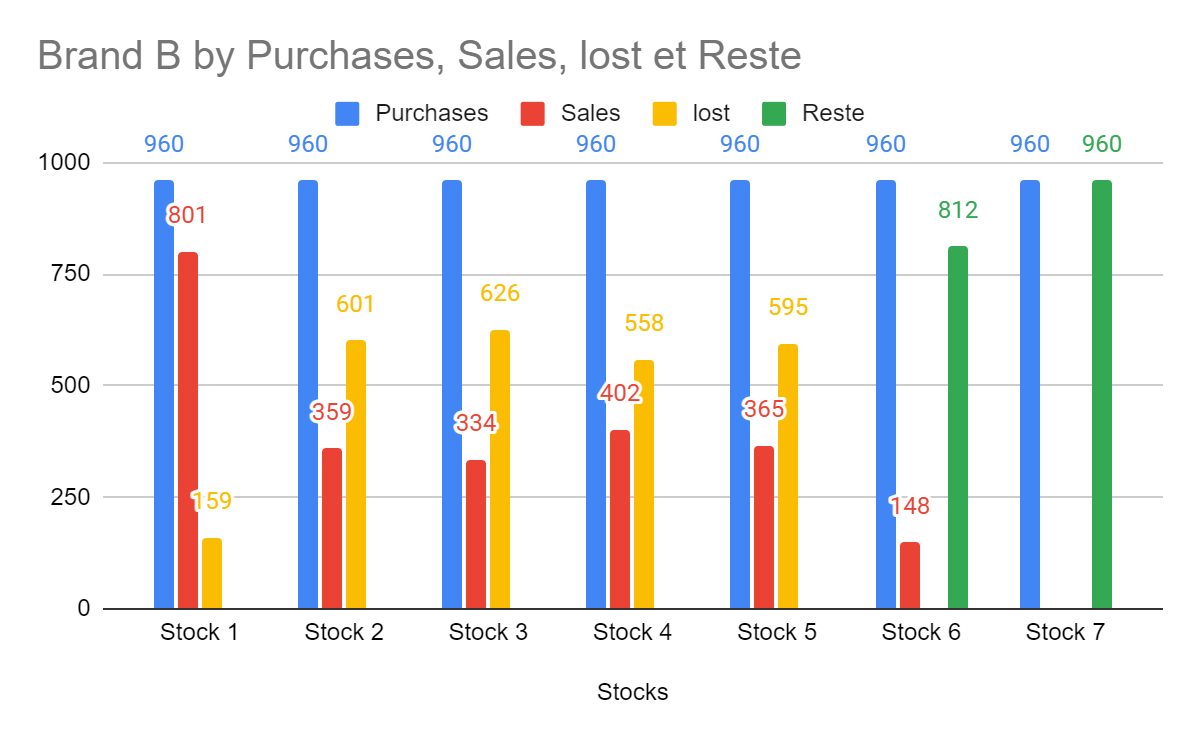 Brand B by Purchases, Sales, lost et Reste
Purchases Sales lost Reste
960 960 960 960 960 960 960 960
1000
801 812
750
626
601 558 595
500
359 334 402 365
250
159 148
0
Stock 1 Stock 2 Stock 3 Stock 4 Stock 5 Stock 6 Stock 7
Stocks